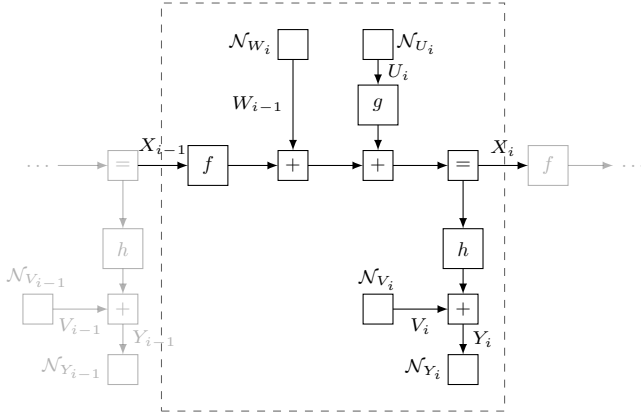 𝒩_{W_i} 𝒩_{U_i}
U_i
W_{i−1} g
X_{i−1} X_i
··· = f + + = f ···
h h
𝒩_{V_{i−1}} 𝒩_{V_i}
+ +
V_{i−1} Y_{i−1} V_i Y_i
𝒩_{Y_{i−1}} 𝒩_{Y_i}